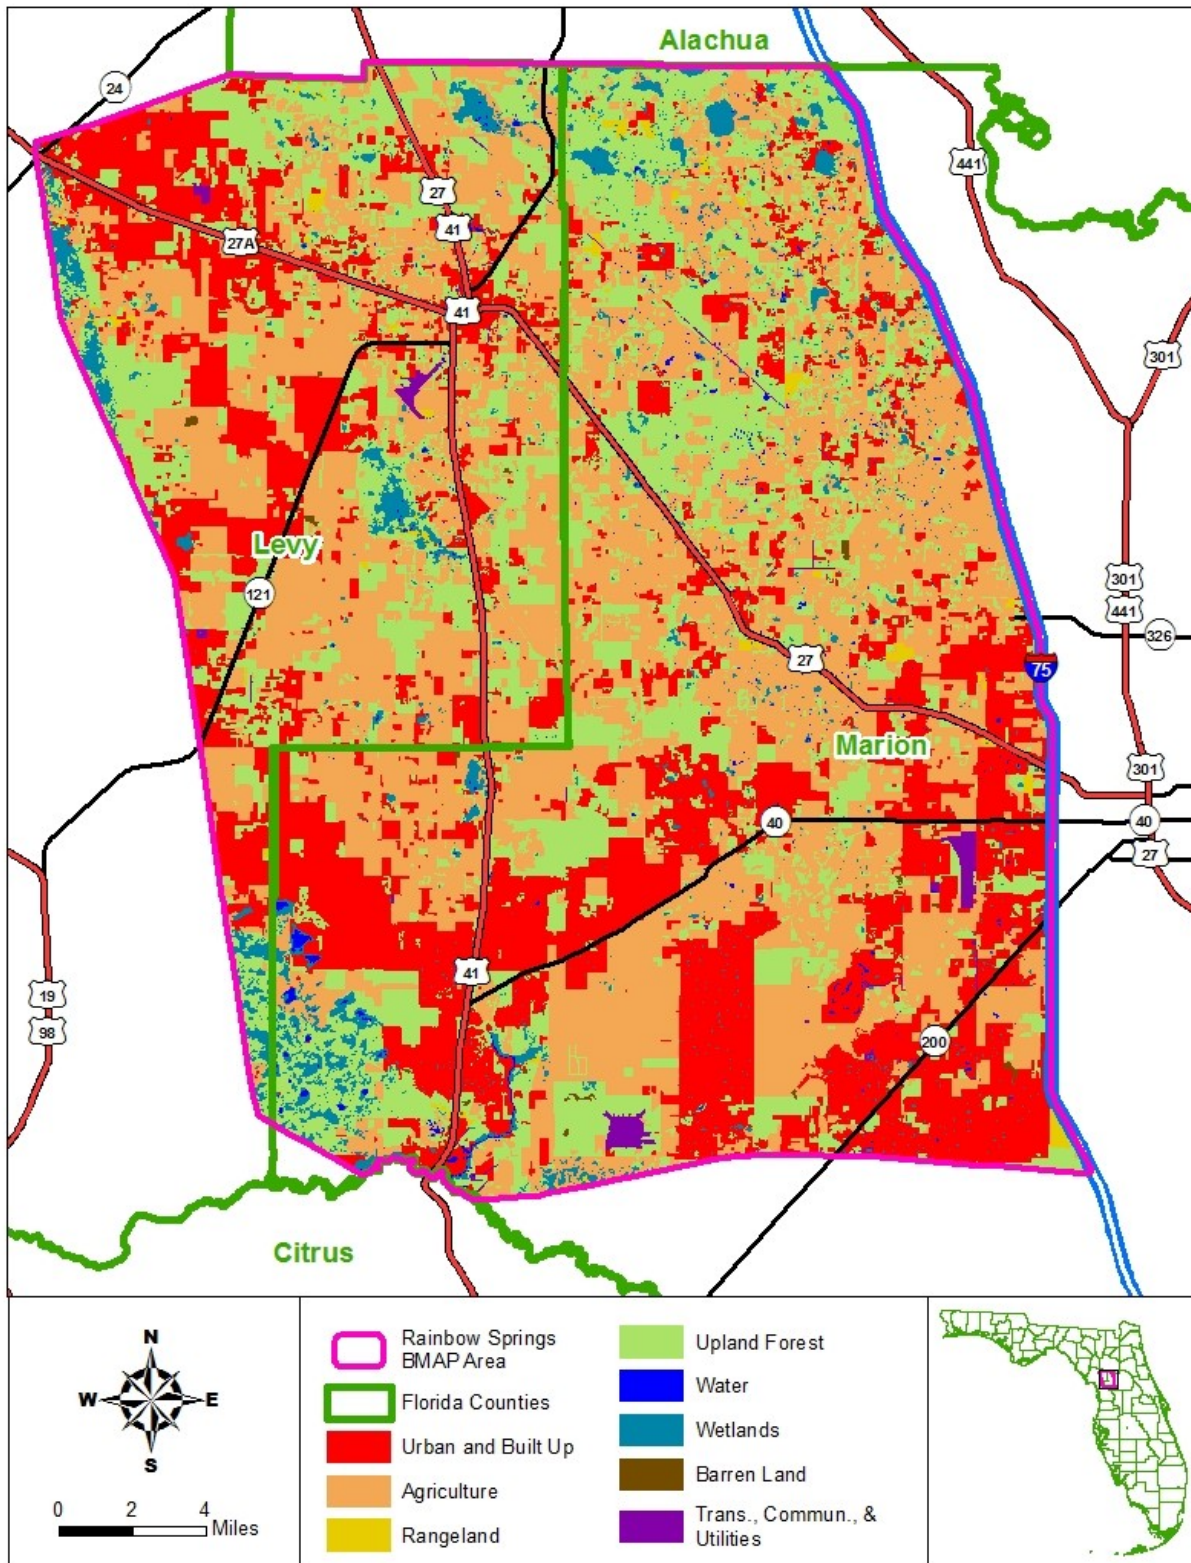 Alachua
24
441
27
41
27A
41
301
Levy
121
301
441
326
27
75
Marion
301
40
40
27
41
19
98
200
Citrus
N
W
E
S
0
2
4
Miles
Rainbow Springs
BMAP Area
Florida Counties
Urban and Built Up
Agriculture
Rangeland
Upland Forest
Water
Wetlands
Barren Land
Trans., Commun., &
Utilities